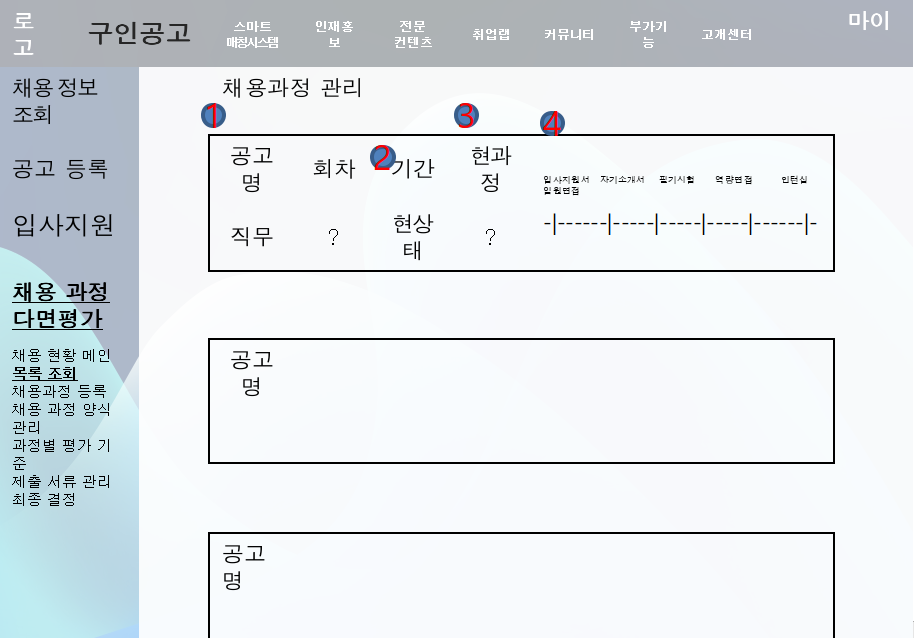 로
고
구인공고
스마트
매칭시스템
인재홍
보
전문
컨텐츠
취업랩
커뮤니티
부가기
능
고객센터
마이
채용정보
조회
공고 등록
입사지원
채용 과정
다면평가
채용 현황 메인
목록 조회
채용과정 등록
채용 과정 양식
관리
과정별 평가 기
준
제출 서류 관리
최종 결정
채용과정 관리
1
3
4
공고
명
회차
2
기간
현과
정
입사지원서 자기소개서 필기시험 역량면접 인턴십
임원면접
직무
?
현상
태
?
-|------|-----|-----|-----|------|-
공고
명
공고
명